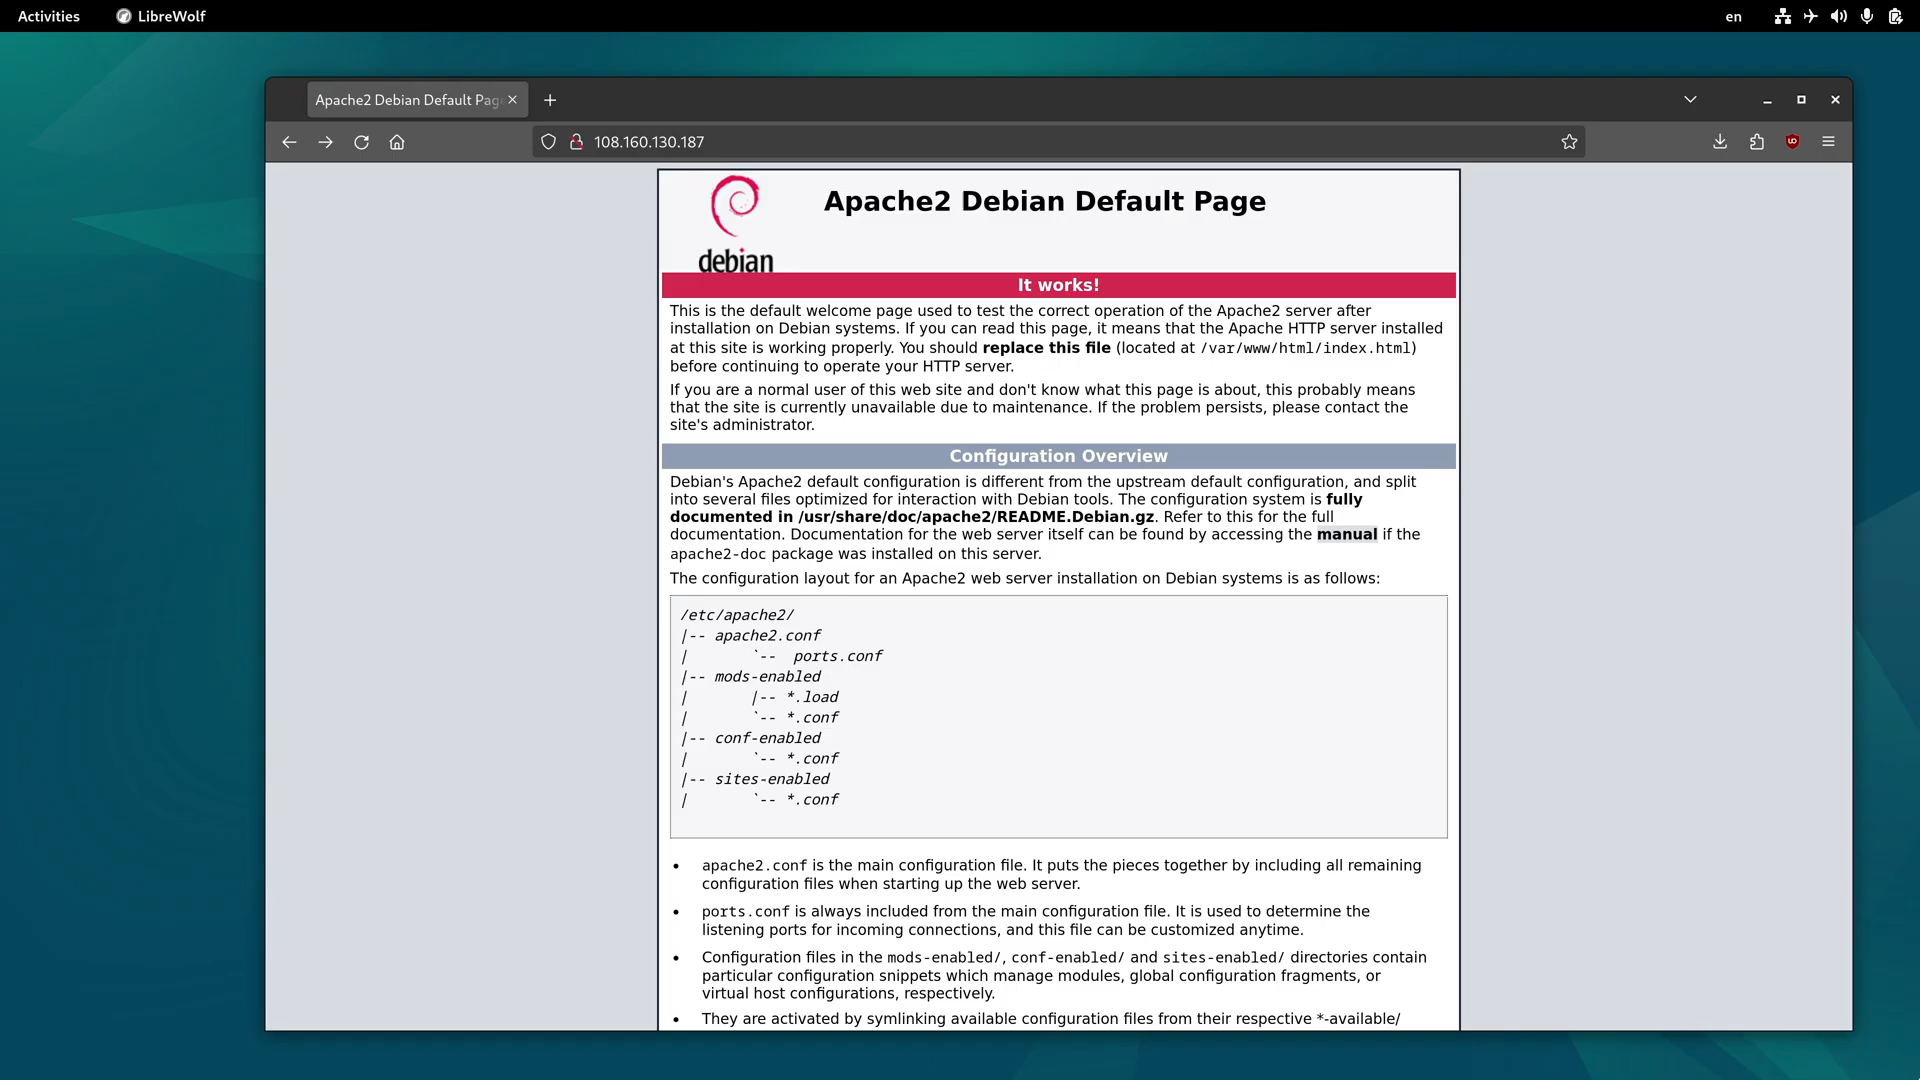 Activities LibreWolf en
Apache2 Debian Default Pag
108.160.130.187
debian
Apache2 Debian Default Page
It works!
This is the default welcome page used to test the correct operation of the Apache2 server after
installation on Debian systems. If you can read this page, it means that the Apache HTTP server installed
at this site is working properly. You should replace this file (located at /var/www/html/index.html)
before continuing to operate your HTTP server.
If you are a normal user of this web site and don't know what this page is about, this probably means
that the site is currently unavailable due to maintenance. If the problem persists, please contact the
site's administrator.
Configuration Overview
Debian's Apache2 default configuration is different from the upstream default configuration, and split
into several files optimized for interaction with Debian tools. The configuration system is fully
documented in /usr/share/doc/apache2/README.Debian.gz. Refer to this for the full
documentation. Documentation for the web server itself can be found by accessing the manual if the
apache2-doc package was installed on this server.
The configuration layout for an Apache2 web server installation on Debian systems is as follows:
/etc/apache2/
|-- apache2.conf
|       `--  ports.conf
|-- mods-enabled
|       |-- *.load
|       `-- *.conf
|-- conf-enabled
|       `-- *.conf
|-- sites-enabled
|       `-- *.conf
• apache2.conf is the main configuration file. It puts the pieces together by including all remaining
configuration files when starting up the web server.
• ports.conf is always included from the main configuration file. It is used to determine the
listening ports for incoming connections, and this file can be customized anytime.
• Configuration files in the mods-enabled/, conf-enabled/ and sites-enabled/ directories contain
particular configuration snippets which manage modules, global configuration fragments, or
virtual host configurations, respectively.
• They are activated by symlinking available configuration files from their respective *-available/